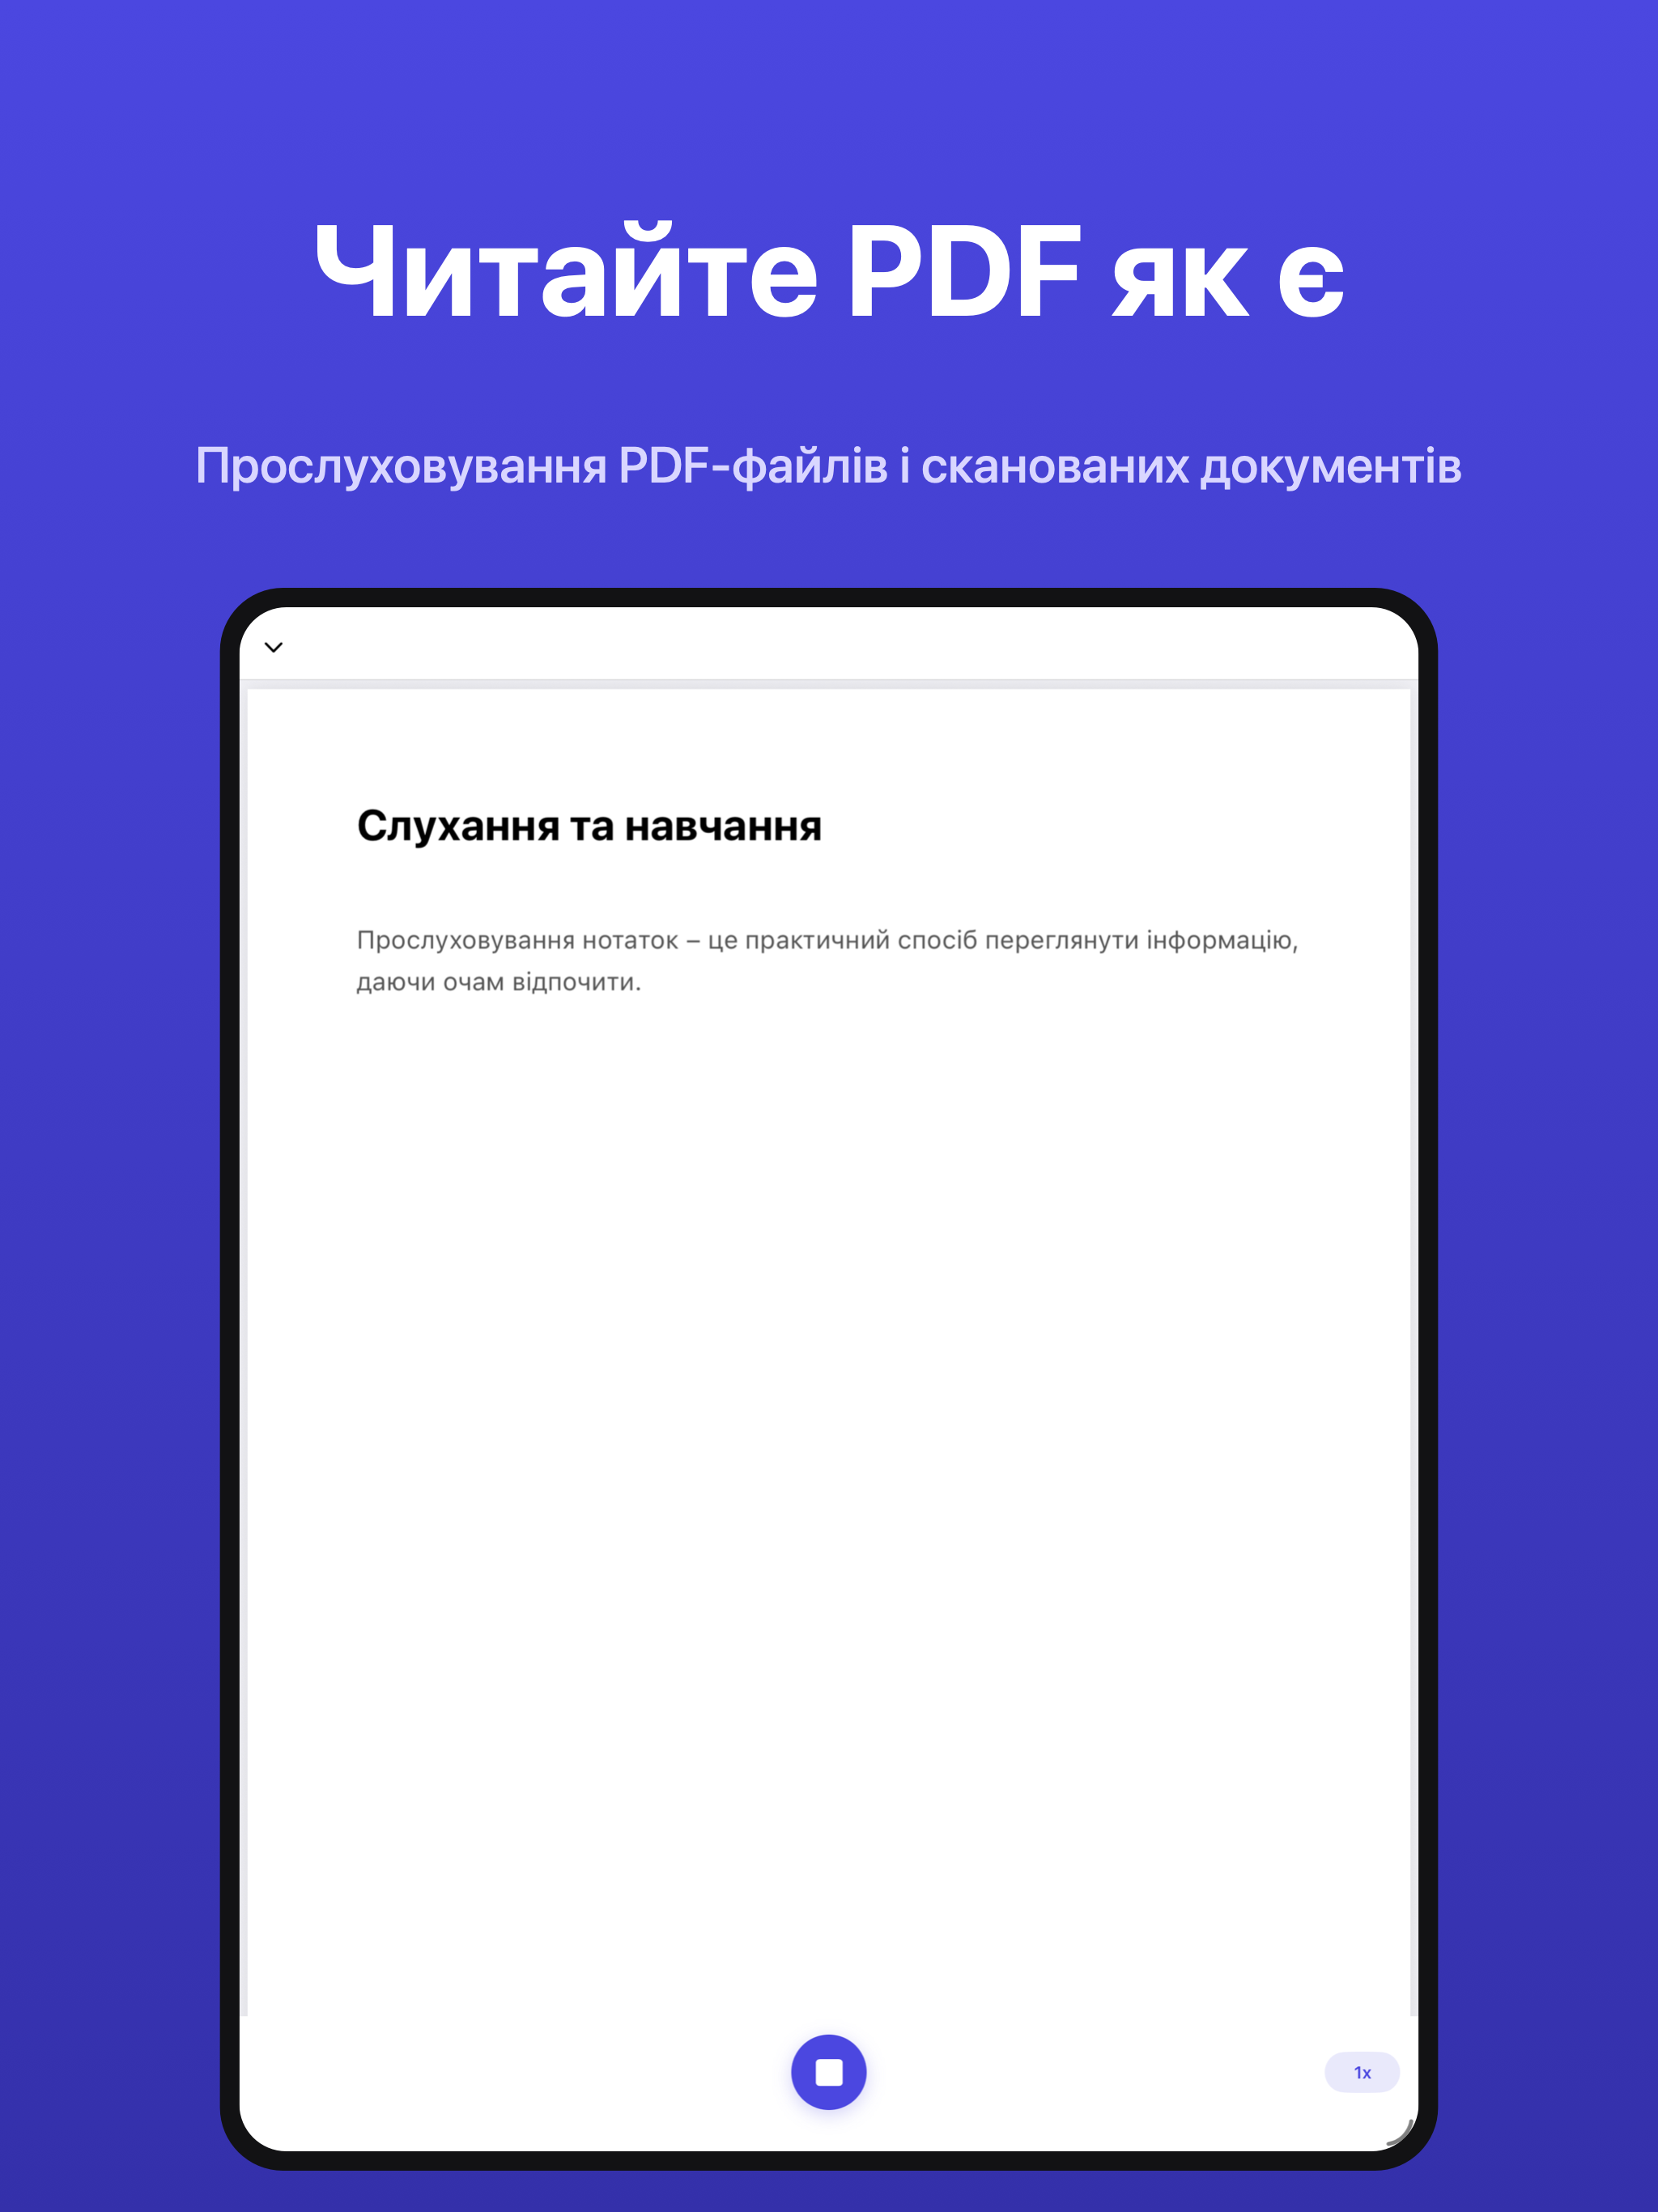 Читайте PDF як є
Прослуховування PDF-файлів і сканованих документів
Слухання та навчання
Прослуховування нотаток – це практичний спосіб переглянути інформацію,
даючи очам відпочити.
1x